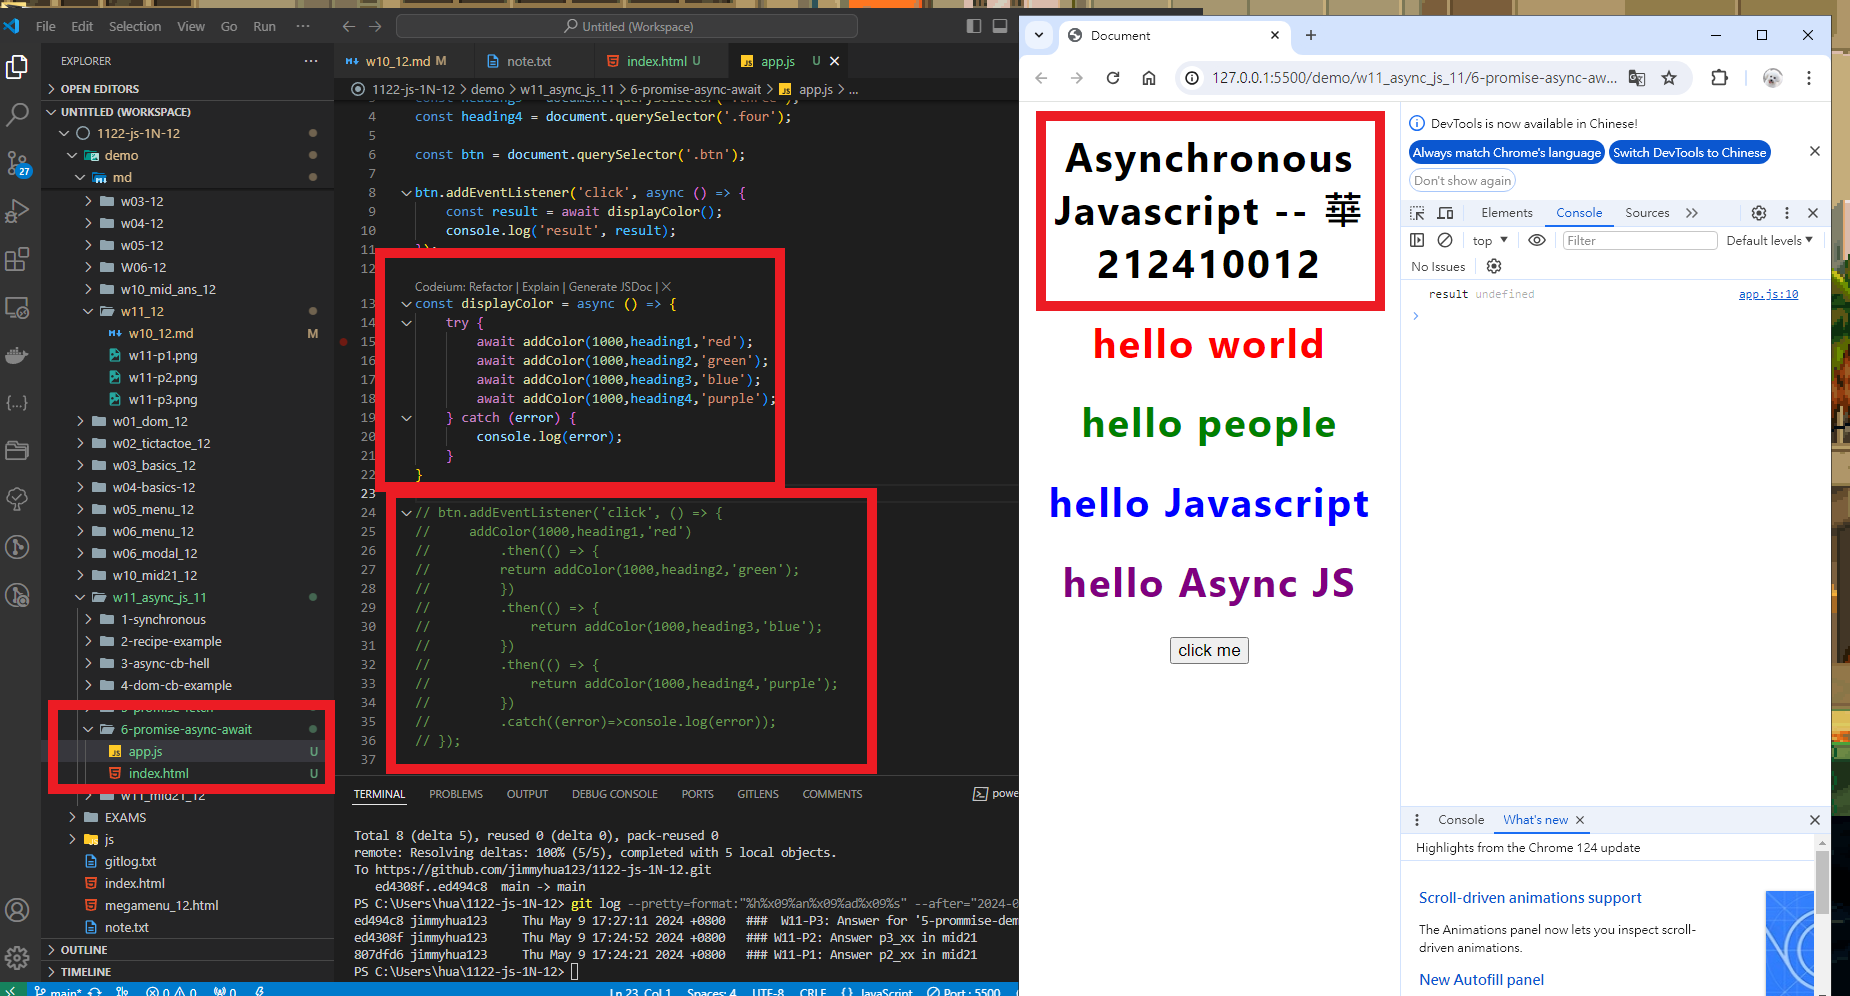 File Edit Selection View Go Run ···
Untitled (Workspace)
EXPLORER
OPEN EDITORS
UNTITLED (WORKSPACE)
1122-js-1N-12
demo
md
w03-12
w04-12
w05-12
W06-12
w10_mid_ans_12
w11_12
w10_12.md M
w11-p1.png
w11-p2.png
w11-p3.png
w01_dom_12
w02_tictactoe_12
w03_basics_12
w04-basics-12
w05_menu_12
w06_menu_12
w06_modal_12
w10_mid21_12
w11_async_js_11
1-synchronous
2-recipe-example
3-async-cb-hell
4-dom-cb-example
5-promise-fetch
6-promise-async-await
app.js U
index.html U
w11_mid21_12
EXAMS
js
gitlog.txt
index.html
megamenu_12.html
note.txt
OUTLINE
TIMELINE
27
w10_12.md M note.txt index.html U app.js U
1122-js-1N-12 > demo > w11_async_js_11 > 6-promise-async-await > app.js > ...
4 const heading4 = document.querySelector('.four');
5
6 const btn = document.querySelector('.btn');
7
8 btn.addEventListener('click', async () => {
9 const result = await displayColor();
10 console.log('result', result);
11 });
12
Codeium: Refactor | Explain | Generate JSDoc | ×
13 const displayColor = async () => {
14 try {
15 await addColor(1000,heading1,'red');
16 await addColor(1000,heading2,'green');
17 await addColor(1000,heading3,'blue');
18 await addColor(1000,heading4,'purple');
19 } catch (error) {
20 console.log(error);
21 }
22 }
23
24 // btn.addEventListener('click', () => {
25 // addColor(1000,heading1,'red')
26 // .then(() => {
27 // return addColor(1000,heading2,'green');
28 // })
29 // .then(() => {
30 // return addColor(1000,heading3,'blue');
31 // })
32 // .then(() => {
33 // return addColor(1000,heading4,'purple');
34 // })
35 // .catch((error)=>console.log(error));
36 // });
37
TERMINAL PROBLEMS OUTPUT DEBUG CONSOLE PORTS GITLENS COMMENTS powe
Total 8 (delta 5), reused 0 (delta 0), pack-reused 0
remote: Resolving deltas: 100% (5/5), completed with 5 local objects.
To https://github.com/jimmyhua123/1122-js-1N-12.git
ed4308f..ed494c8 main -> main
PS C:\Users\hua\1122-js-1N-12> git log --pretty=format:"%h%x09%an%x09%ad%x09%s" --after="2024-0
ed494c8 jimmyhua123 Thu May 9 17:27:11 2024 +0800 ### W11-P3: Answer for '5-prommise-dem
ed4308f jimmyhua123 Thu May 9 17:24:52 2024 +0800 ### W11-P2: Answer p3_xx in mid21
807dfd6 jimmyhua123 Thu May 9 17:24:21 2024 +0800 ### W11-P1: Answer p2_xx in mid21
PS C:\Users\hua\1122-js-1N-12>
main* 0 0 0 Ln 23, Col 1 Spaces: 4 UTF-8 CRLF {} JavaScript Port : 5500
Document
127.0.0.1:5500/demo/w11_async_js_11/6-promise-async-aw...
Asynchronous
Javascript -- 華
212410012
hello world
hello people
hello Javascript
hello Async JS
click me
DevTools is now available in Chinese!
Always match Chrome's language Switch DevTools to Chinese
Don't show again
Elements Console Sources
top Filter Default levels
No Issues
result undefined app.js:10
Console What's new
Highlights from the Chrome 124 update
Scroll-driven animations support
The Animations panel now lets you inspect scroll-
driven animations.
New Autofill panel